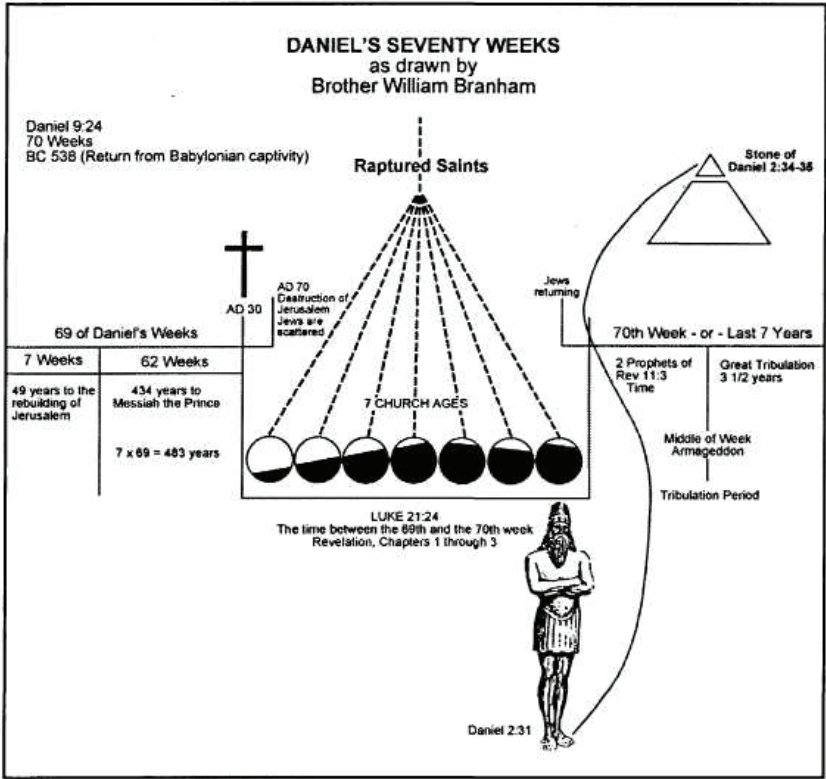 DANIEL'S SEVENTY WEEKS
as drawn by
Brother William Branham
Daniel 9:24
70 Weeks
BC 538 (Return from Babylonian captivity)
Raptured Saints
Stone of
Daniel 2:34-35
AD 30
AD 70
Destruction of
Jerusalem
Jews are
scattered
Jews
returning
69 of Daniel's Weeks
70th Week - or - Last 7 Years
7 Weeks
62 Weeks
49 years to the
rebuilding of
Jerusalem
434 years to
Messiah the Prince
7 x 69 = 483 years
7 CHURCH AGES
2 Prophets of
Rev 11:3
Time
Great Tribulation
3 1/2 years
Middle of Week
Armageddon
Tribulation Period
LUKE 21:24
The time between the 69th and the 70th week
Revelation, Chapters 1 through 3
Daniel 2:31